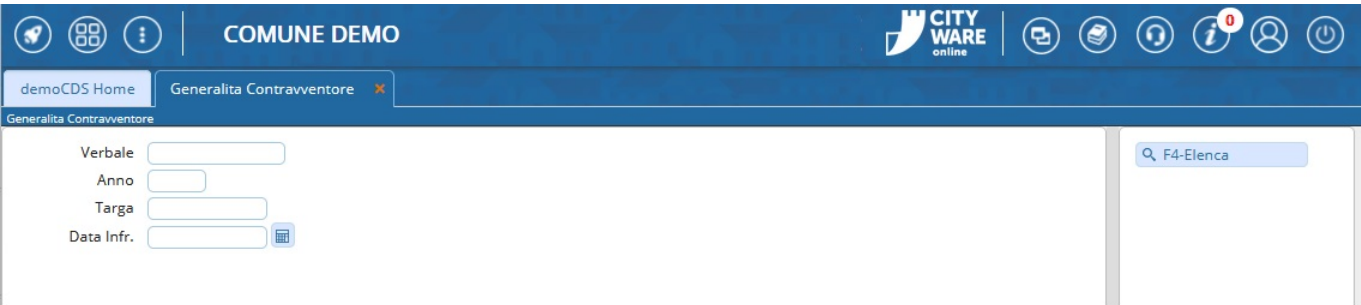 COMUNE DEMO
CITY
WARE
online
0
demoCDS Home
Generalita Contravventore ×
Generalita Contravventore
Verbale
Anno
Targa
Data Infr.
F4-Elenca